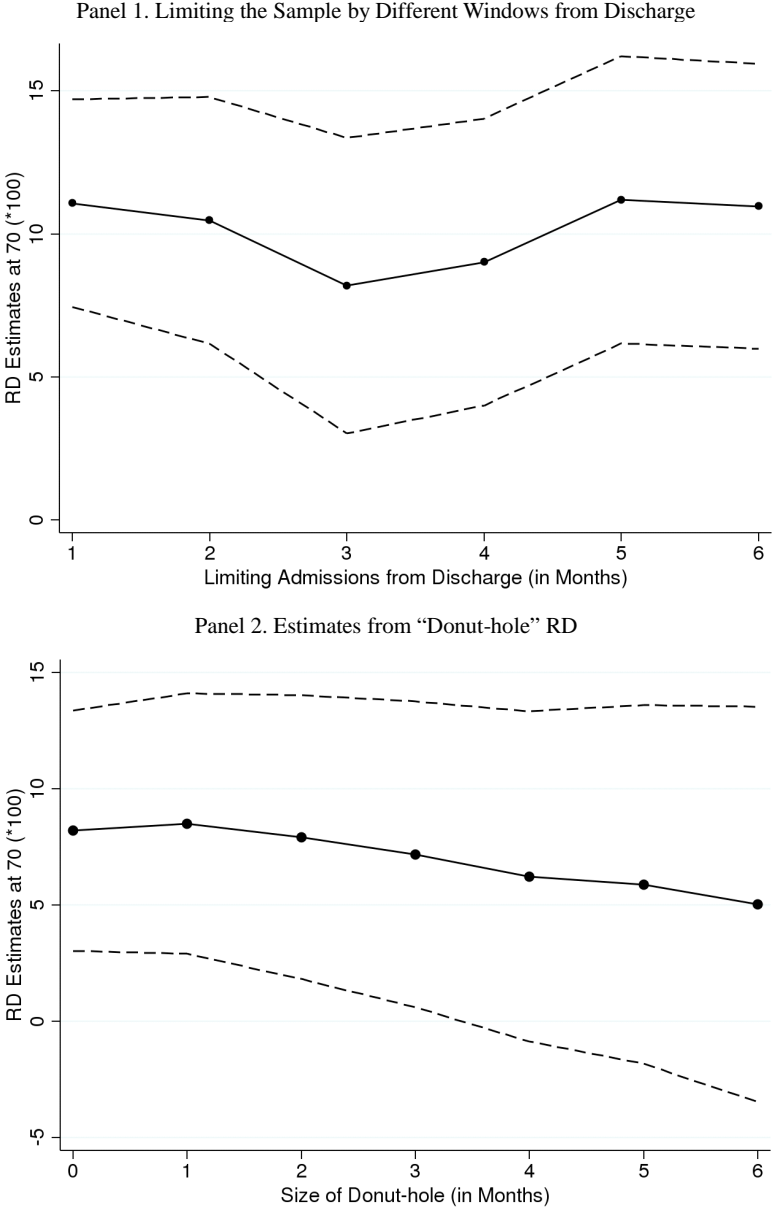 Panel 1. Limiting the Sample by Different Windows from Discharge
RD Estimates at 70 (*100)
15
10
5
0
1 2 3 4 5 6
Limiting Admissions from Discharge (in Months)
Panel 2. Estimates from “Donut-hole” RD
RD Estimates at 70 (*100)
15
10
5
0
-5
0 1 2 3 4 5 6
Size of Donut-hole (in Months)